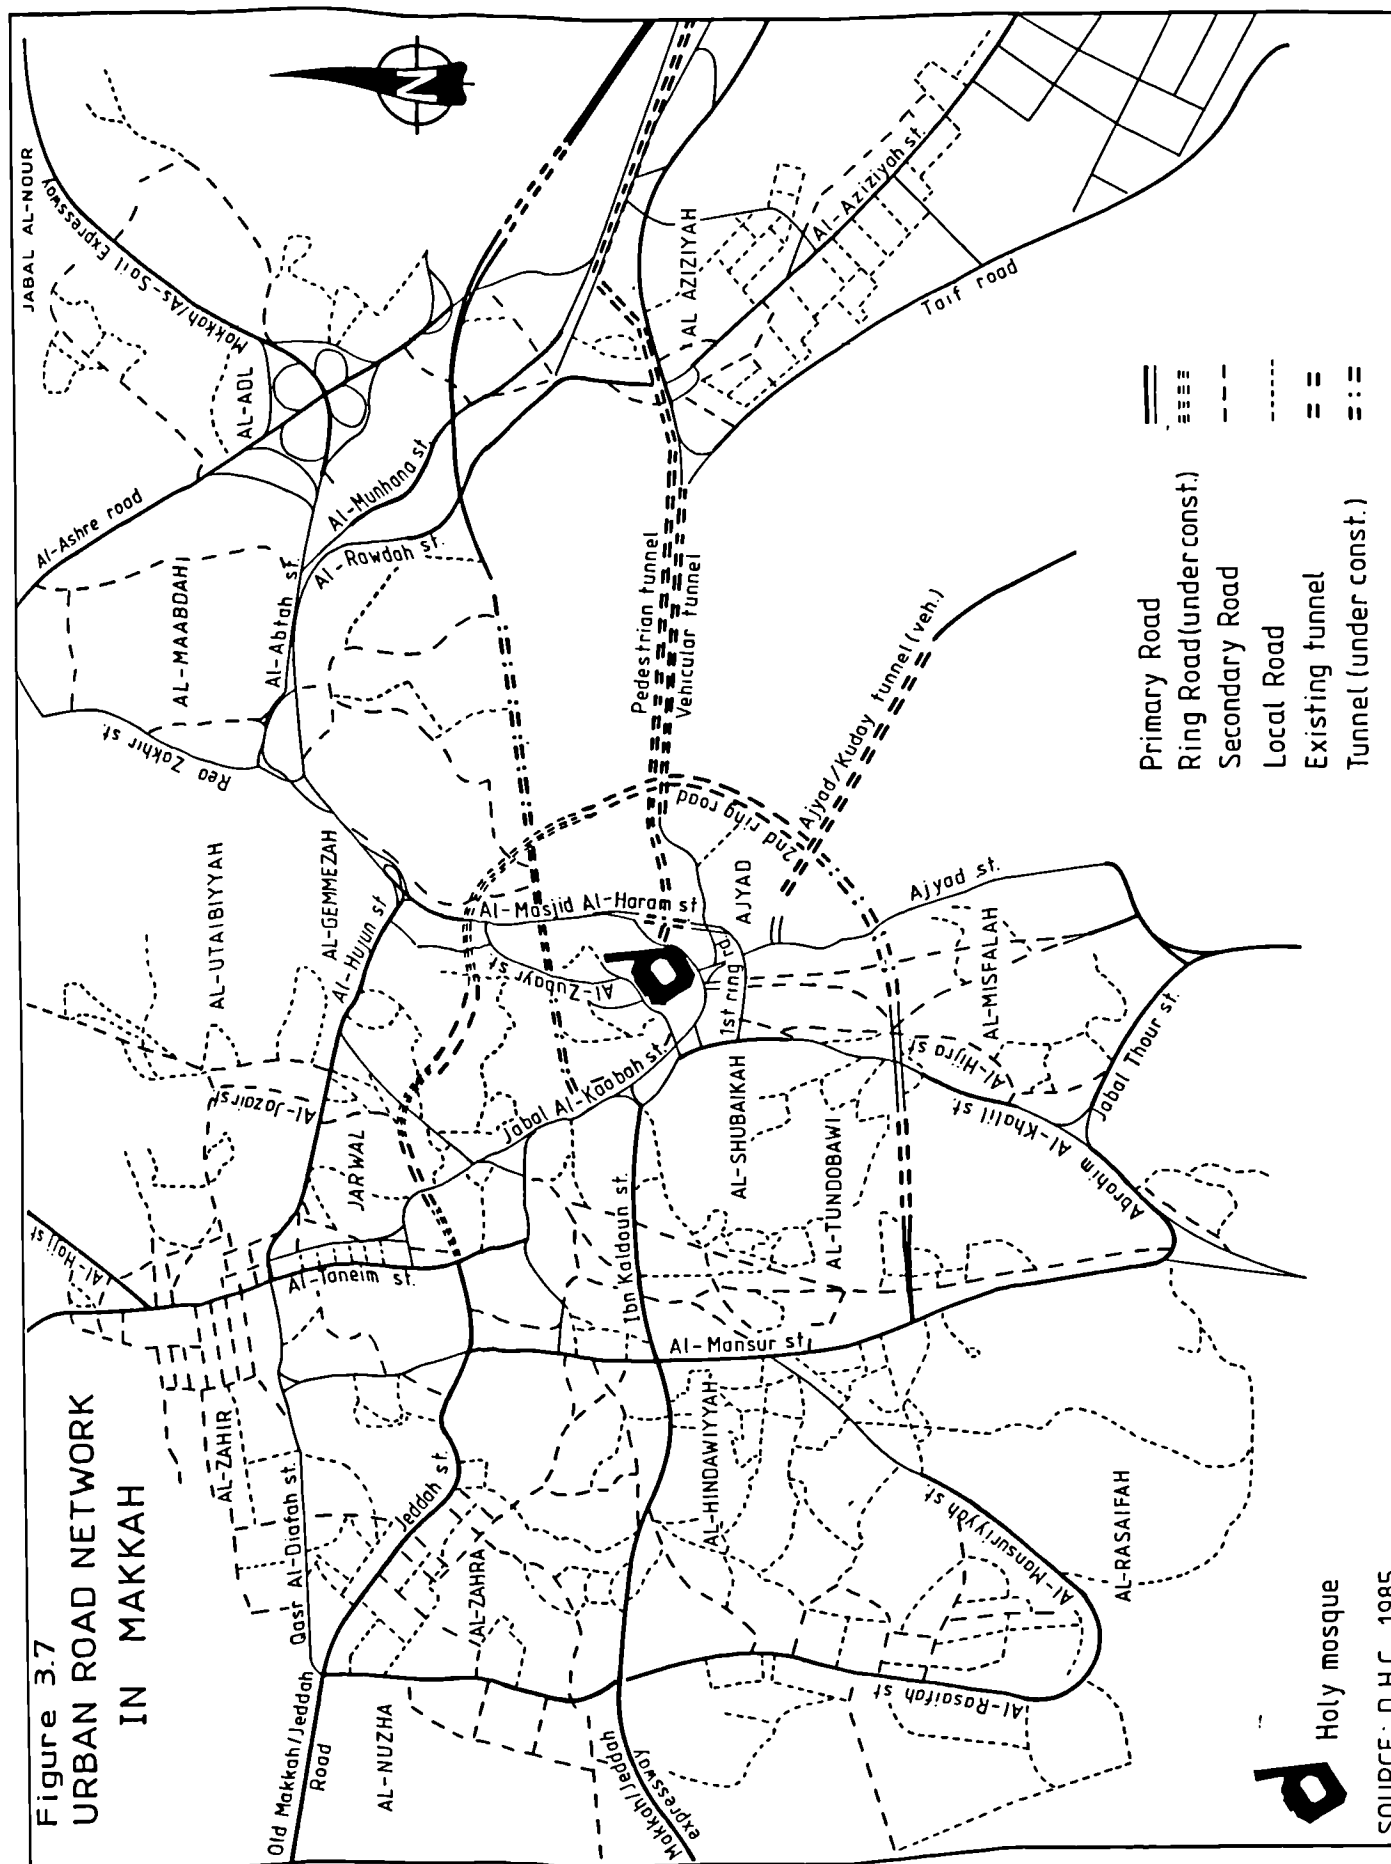 Figure 3.7
URBAN ROAD NETWORK
IN MAKKAH
JABAL AL-NOUR
Makkah/As-Sail Expressway
N
Al-Ashre road
AL-ADL
AL-MAABDAH
Al-Abtah st.
Al-Munhana st.
Al-Rawdah st.
Rea Zakhir st.
AL-UTAIBIYYAH
AL-GEMMEZAH
Al-Hujun st
Al-Jazair st
JARWAL
Al-Hajj st
Al-Taneim st.
AL-ZAHIR
Qasr Al-Diafah st.
Jeddah st.
Old Makkah/Jeddah
Road
AL-NUZHA
AL-ZAHRA
Makkah/Jeddah
expressway
Ibn Kaldoun st.
Jabal Al-Kaabah st.
Al-Zubayr st
Al-Masjid Al-Haram st
Pedestrian tunnel
Vehicular tunnel
AL AZIZIYAH
Al-Aziziyah st.
Taif road
2nd ring road
1st ring rd.
AJYAD
Ajyad/Kuday tunnel(veh.)
Ajyad st.
AL-SHUBAIKAH
AL-TUNDOBAWI
Al-Mansur st
AL-HINDAWIYYAH
Al-Hijra st
AL-MISFALAH
Abrahim Al-Khalil st.
Jabal Thour st.
Al-Mansuriyyah st.
Al-Rasaifah st
AL-RASAIFAH
Primary Road
Ring Road(under const.)
Secondary Road
Local Road
Existing tunnel
Tunnel (under const.)
Holy mosque
SOURCE: D.H.C. 1985